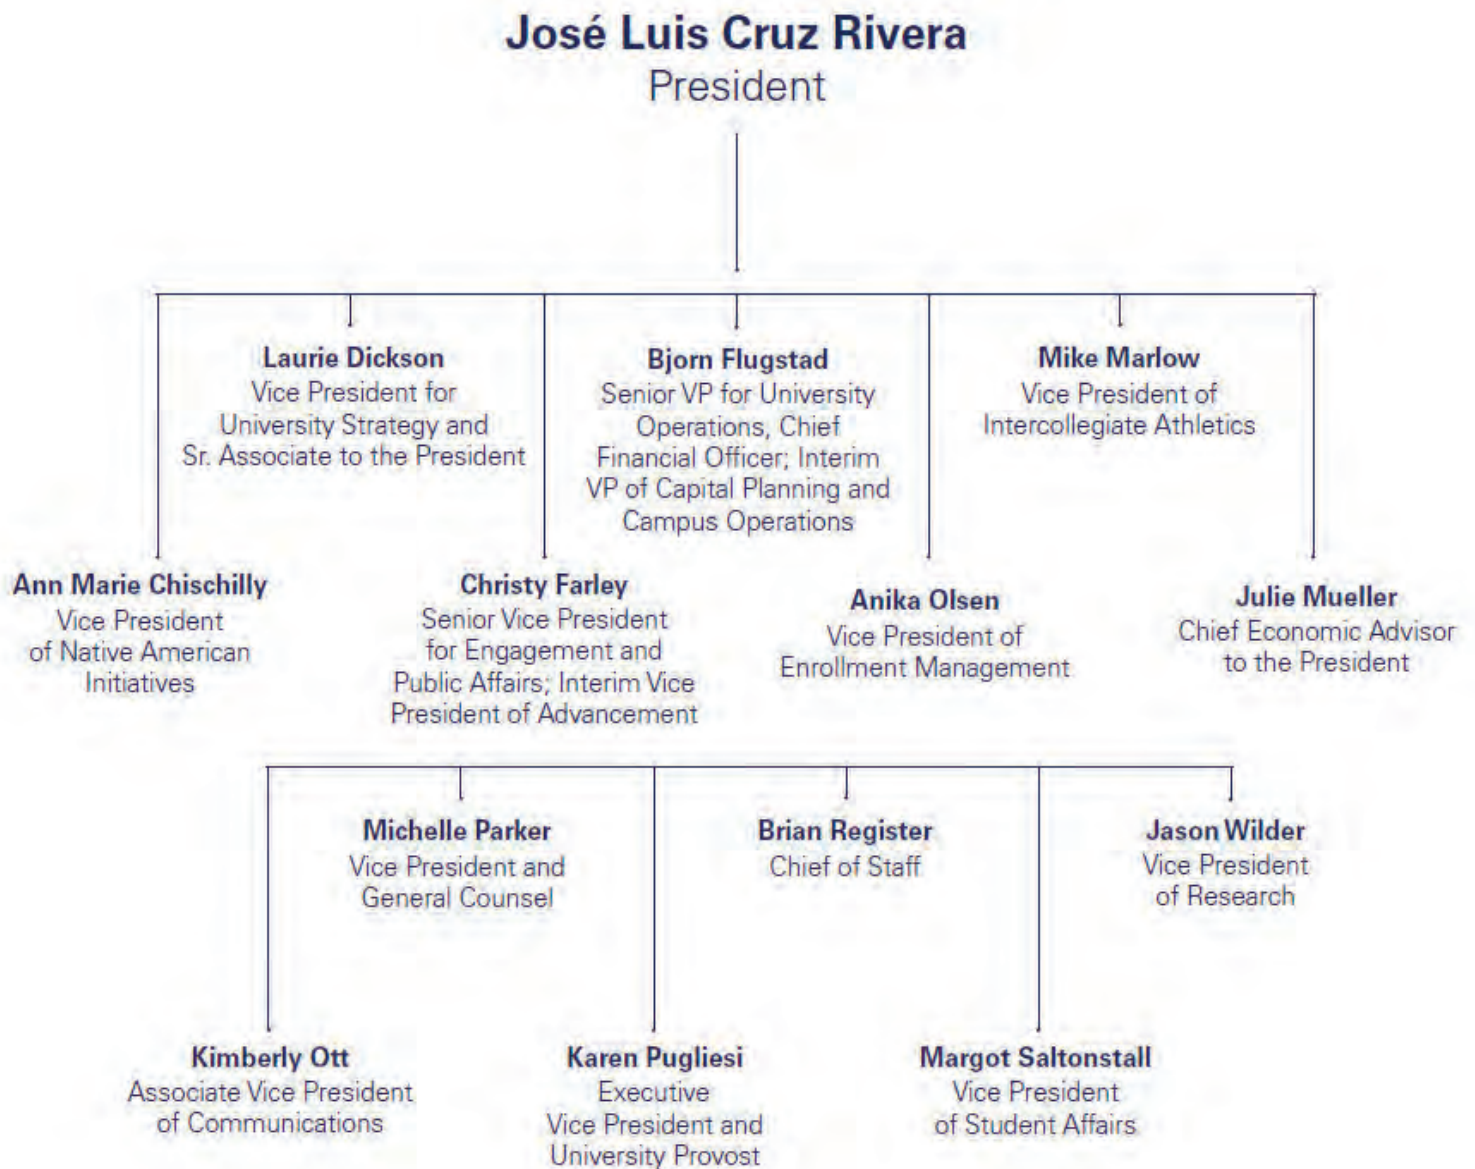 José Luis Cruz Rivera
President
Laurie Dickson
Vice President for
University Strategy and
Sr. Associate to the President
Bjorn Flugstad
Senior VP for University
Operations, Chief
Financial Officer; Interim
VP of Capital Planning and
Campus Operations
Mike Marlow
Vice President of
Intercollegiate Athletics
Ann Marie Chischilly
Vice President
of Native American
Initiatives
Christy Farley
Senior Vice President
for Engagement and
Public Affairs; Interim Vice
President of Advancement
Anika Olsen
Vice President of
Enrollment Management
Julie Mueller
Chief Economic Advisor
to the President
Michelle Parker
Vice President and
General Counsel
Brian Register
Chief of Staff
Jason Wilder
Vice President
of Research
Kimberly Ott
Associate Vice President
of Communications
Karen Pugliesi
Executive
Vice President and
University Provost
Margot Saltonstall
Vice President
of Student Affairs